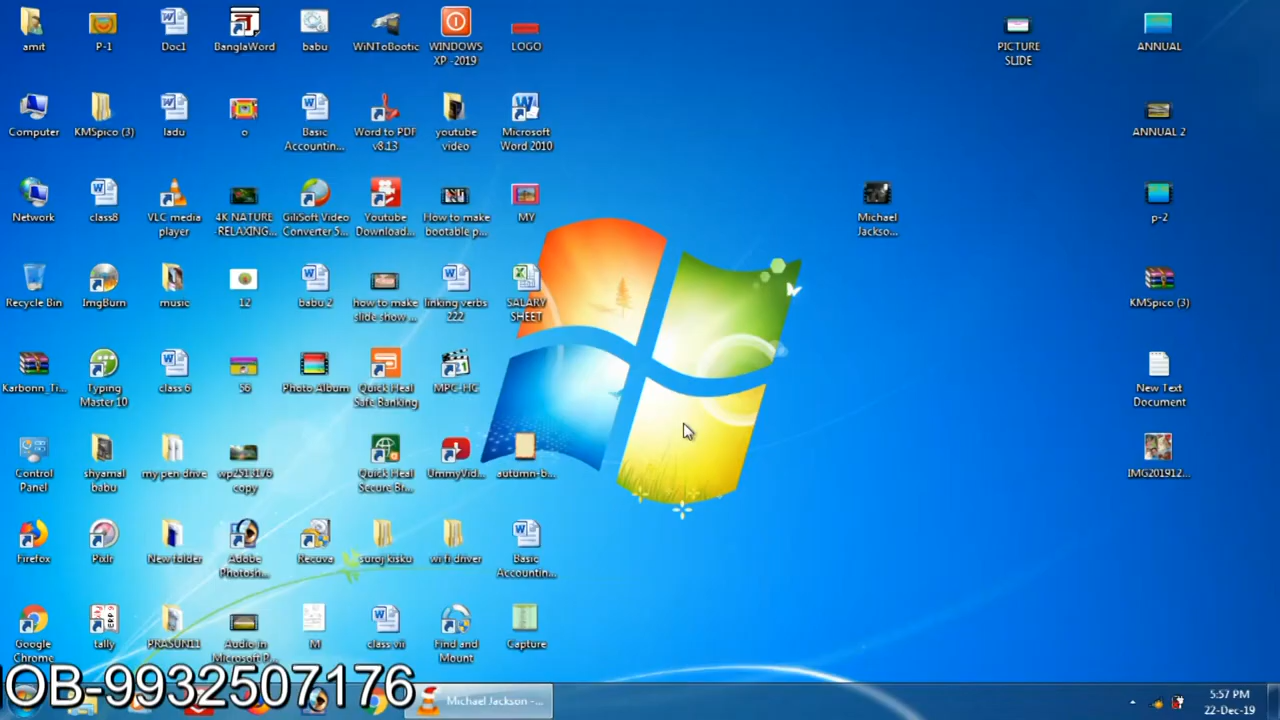 amit
P-1
Doc1
BanglaWord
babu
WiNToBootic
WINDOWS
XP -2019
LOGO
PICTURE
SLIDE
ANNUAL
Computer
KMSpico (3)
ladu
o
Basic
Accountin...
Word to PDF
v8.13
youtube
video
Microsoft
Word 2010
ANNUAL 2
Network
class8
VLC media
player
4K NATURE
-RELAXING...
GiliSoft Video
Converter 5...
Youtube
Download...
How to make
bootable p...
MY
Michael
Jackso...
p-2
Recycle Bin
ImgBurn
music
12
babu 2
how to make
slide show ...
linking verbs
222
SALARY
SHEET
KMSpico (3)
Karbonn_Ti...
Typing
Master 10
class 6
56
Photo Album
Quick Heal
Safe Banking
MPC-HC
New Text
Document
Control
Panel
shyamal
babu
my pen drive
wp2513176
copy
Quick Heal
Secure Br...
UmmyVid...
autumn-b...
IMG201912...
Firefox
Pixlr
New folder
Adobe
Photosh...
Recuva
suroj kisku
wi fi driver
Basic
Accountin...
Google
Chrome
tally
PRASUN11
Audio in
Microsoft P...
M
class vii
Find and
Mount
Capture
OB-9932507176
Michael Jackson -...
5:57 PM
22-Dec-19